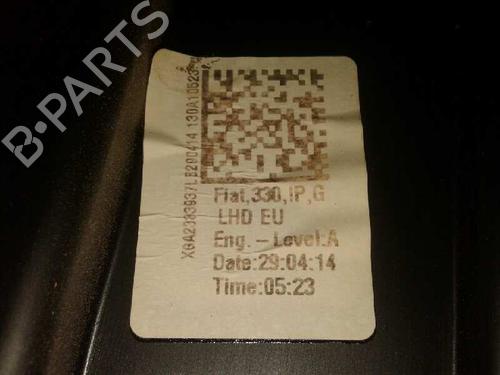 B-PARTS
Fiat,330,IP,G
LHD EU
Eng.-Level:A
Date:29:04:14
Time:05:23